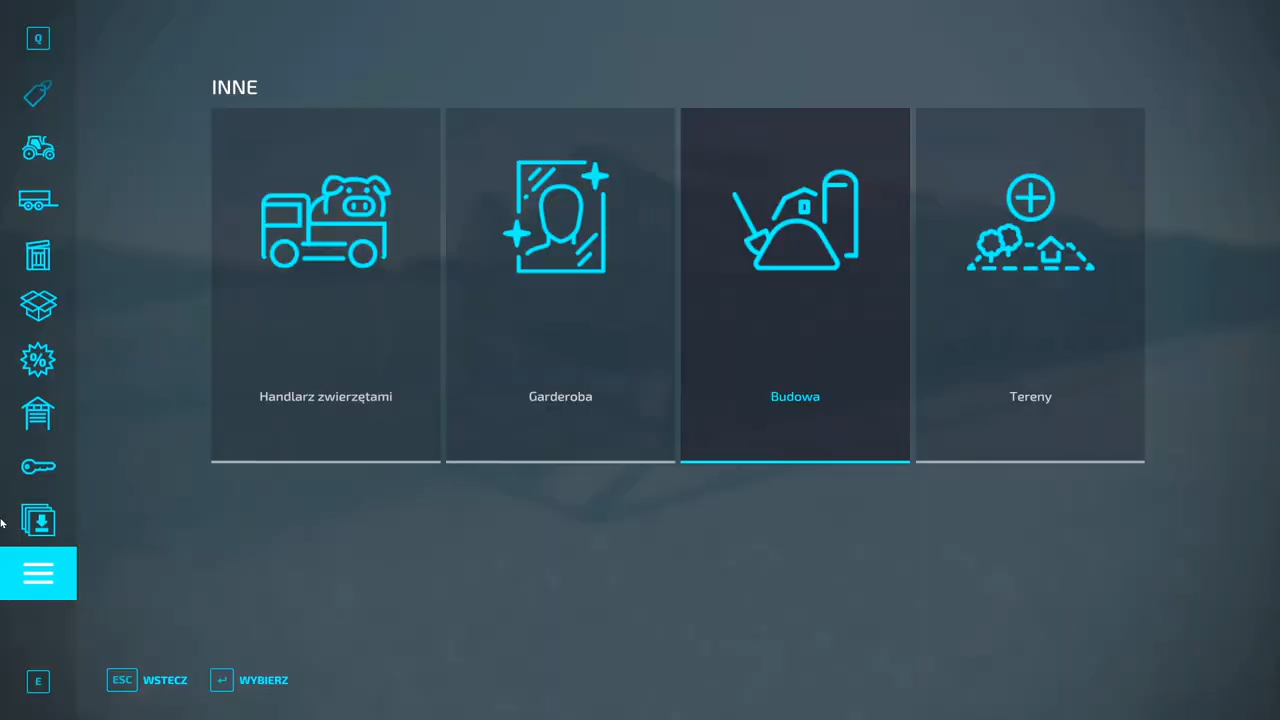 Q
INNE
%
Handlarz zwierzętami
Garderoba
Budowa
Tereny
E
ESC WSTECZ
↩ WYBIERZ